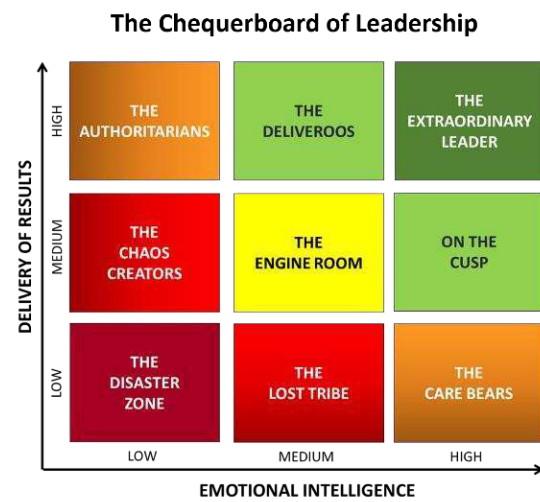 The Chequerboard of Leadership
DELIVERY OF RESULTS
HIGH
THE
AUTHORITARIANS
THE
DELIVEROOS
THE
EXTRAORDINARY
LEADER
MEDIUM
THE
CHAOS
CREATORS
THE
ENGINE ROOM
ON THE
CUSP
LOW
THE
DISASTER
ZONE
THE
LOST TRIBE
THE
CARE BEARS
LOW
MEDIUM
HIGH
EMOTIONAL INTELLIGENCE